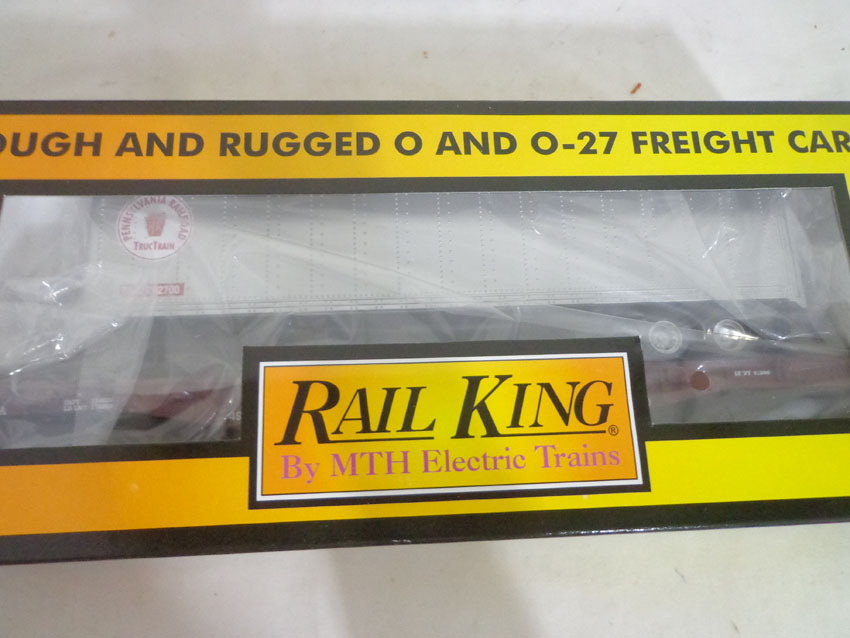 OUGH AND RUGGED O AND O-27 FREIGHT CAR
PENNSYLVANIA RAILROAD
TRUCTRAIN
RAIL KING®
By MTH Electric Trains